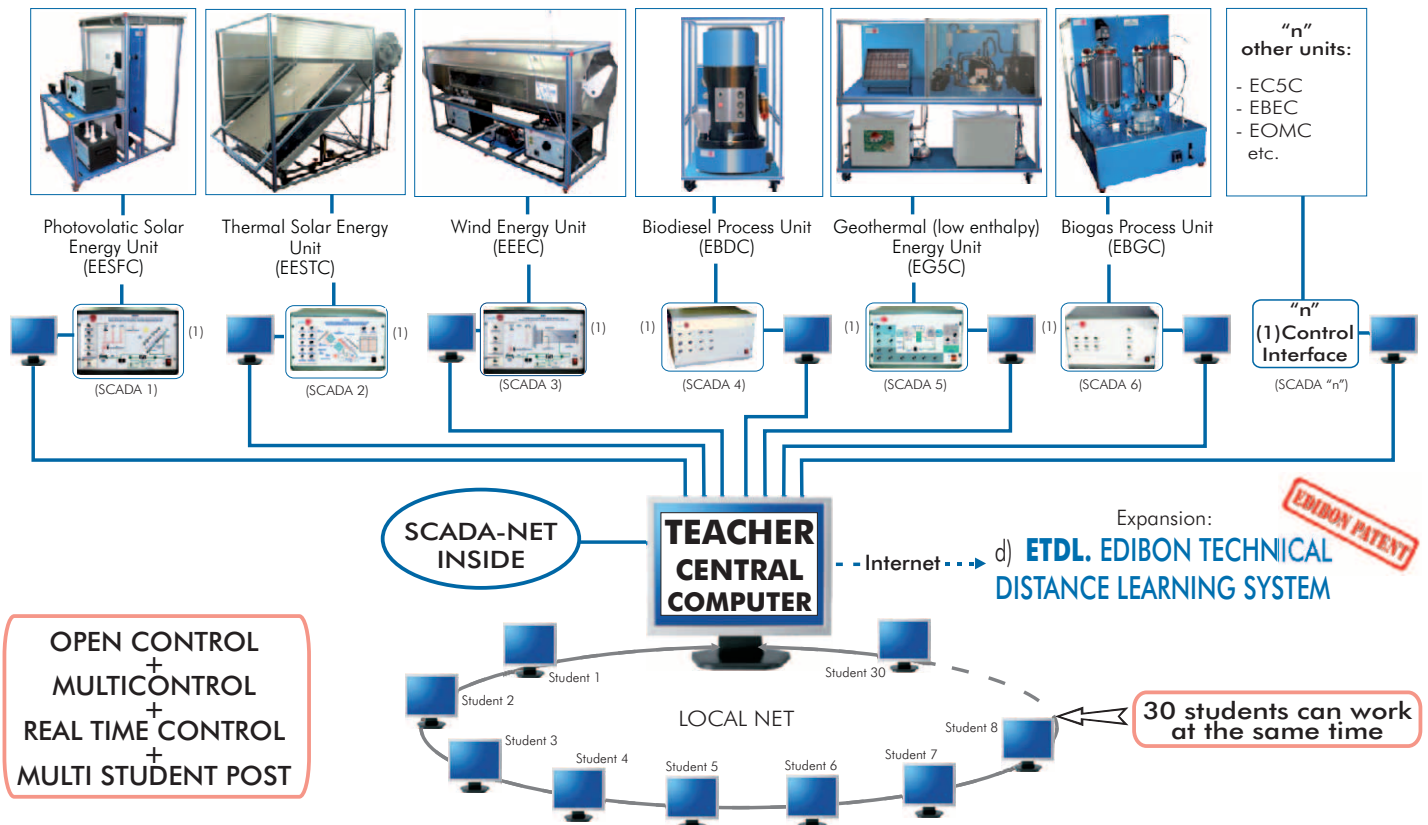 “n”
other units:
- EC5C
- EBEC
- EOMC
etc.
Photovolatic Solar
Energy Unit
(EESFC)
Thermal Solar Energy
Unit
(EESTC)
Wind Energy Unit
(EEEC)
Biodiesel Process Unit
(EBDC)
Geothermal (low enthalpy)
Energy Unit
(EG5C)
Biogas Process Unit
(EBGC)
(1)
(SCADA 1)
(1)
(SCADA 2)
(1)
(SCADA 3)
(1)
(SCADA 4)
(1)
(SCADA 5)
(1)
(SCADA 6)
“n”
(1)Control
Interface
(SCADA “n”)
SCADA-NET
INSIDE
TEACHER
CENTRAL
COMPUTER
Internet
Expansion:
d) ETDL. EDIBON TECHNICAL
DISTANCE LEARNING SYSTEM
EDIBON PATENT
OPEN CONTROL
+
MULTICONTROL
+
REAL TIME CONTROL
+
MULTI STUDENT POST
Student 1
Student 2
Student 3
Student 4
Student 5
Student 6
Student 7
Student 8
Student 30
LOCAL NET
30 students can work
at the same time